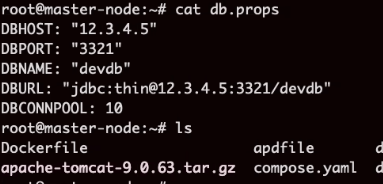 root@master-node:~# cat db.props
DBHOST: "12.3.4.5"
DBPORT: "3321"
DBNAME: "devdb"
DBURL: "jdbc:thin@12.3.4.5:3321/devdb"
DBCONNPOOL: 10
root@master-node:~# ls
Dockerfile apdfile d
apache-tomcat-9.0.63.tar.gz compose.yaml d